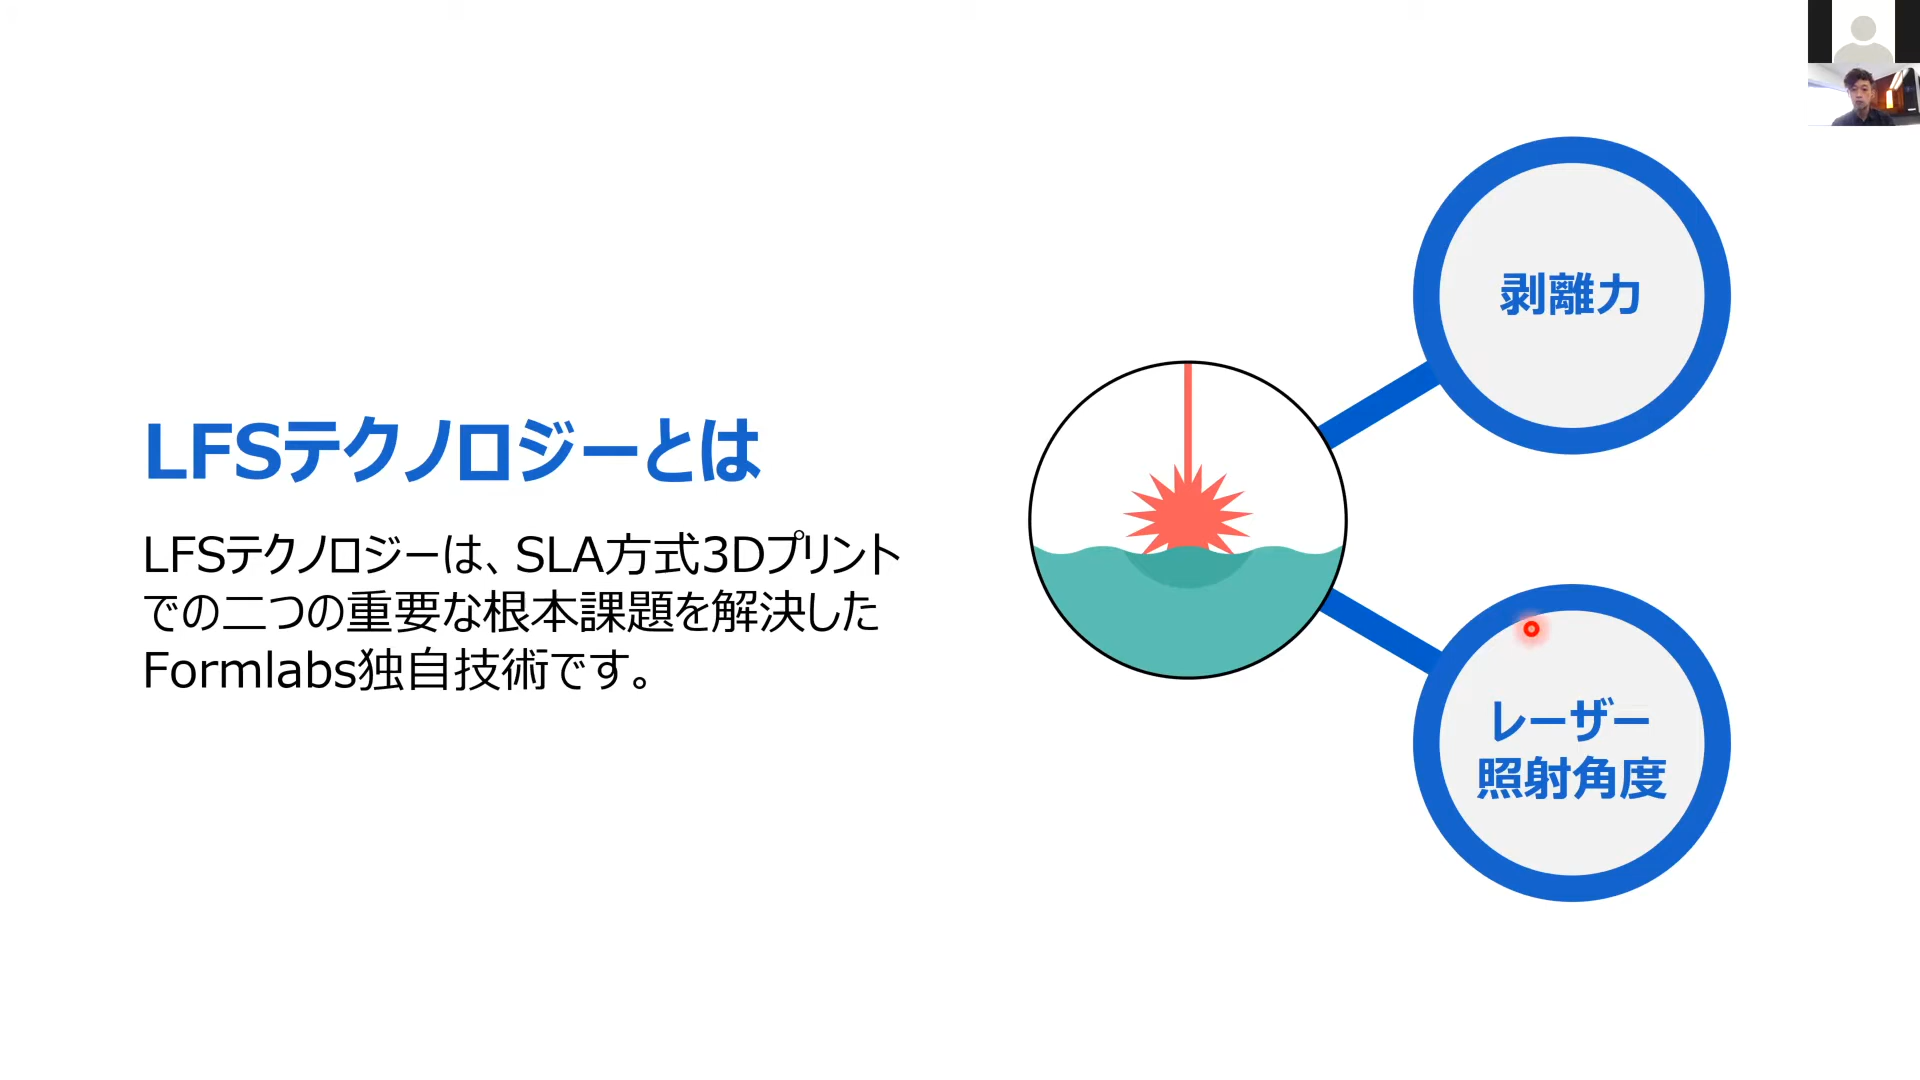 LFSテクノロジーとは
LFSテクノロジーは、SLA方式3Dプリント
での二つの重要な根本課題を解決した
Formlabs独自技術です。
剥離力
レーザー
照射角度